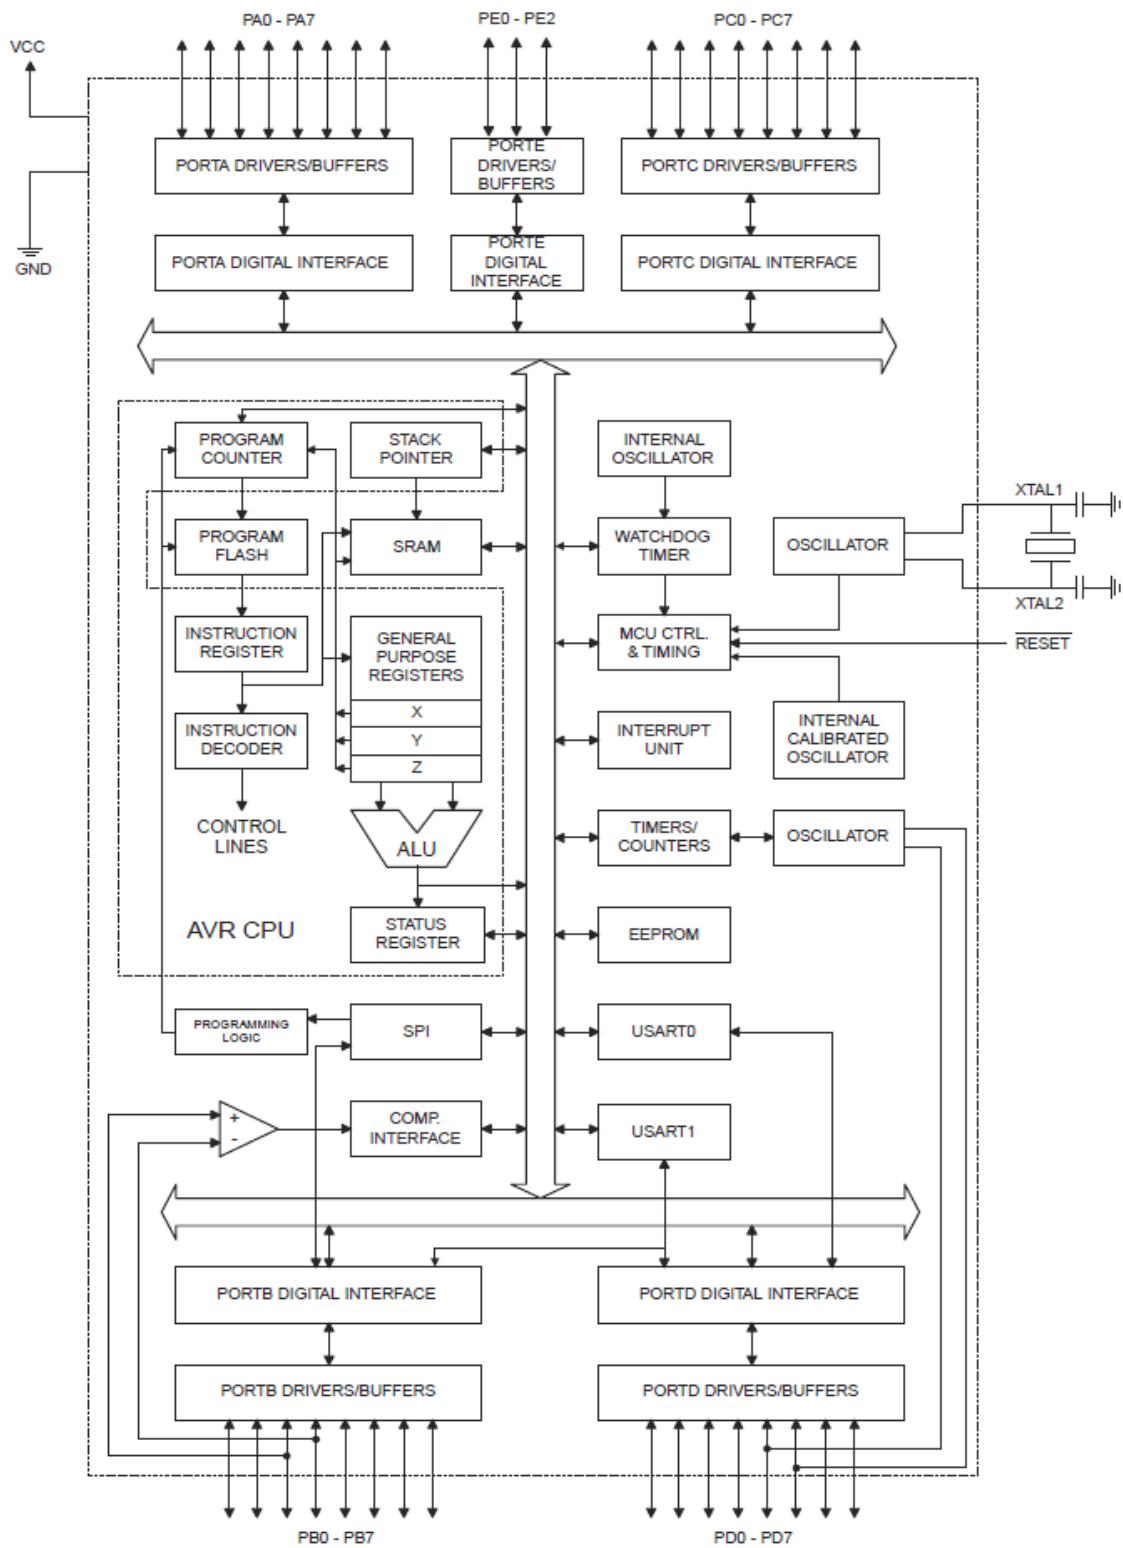 PA0 - PA7
PE0 - PE2
PC0 - PC7
VCC
PORTA DRIVERS/BUFFERS
PORTE
DRIVERS/
BUFFERS
PORTC DRIVERS/BUFFERS
GND
PORTA DIGITAL INTERFACE
PORTE
DIGITAL
INTERFACE
PORTC DIGITAL INTERFACE
PROGRAM
COUNTER
STACK
POINTER
INTERNAL
OSCILLATOR
XTAL1
PROGRAM
FLASH
SRAM
WATCHDOG
TIMER
OSCILLATOR
XTAL2
INSTRUCTION
REGISTER
GENERAL
PURPOSE
REGISTERS
MCU CTRL.
& TIMING
RESET
X
Y
Z
INSTRUCTION
DECODER
INTERRUPT
UNIT
INTERNAL
CALIBRATED
OSCILLATOR
CONTROL
LINES
ALU
TIMERS/
COUNTERS
OSCILLATOR
AVR CPU
STATUS
REGISTER
EEPROM
PROGRAMMING
LOGIC
SPI
USART0
+
-
COMP.
INTERFACE
USART1
PORTB DIGITAL INTERFACE
PORTD DIGITAL INTERFACE
PORTB DRIVERS/BUFFERS
PORTD DRIVERS/BUFFERS
PB0 - PB7
PD0 - PD7